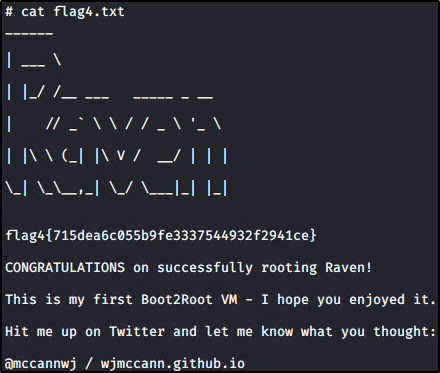 # cat flag4.txt
______
| ___ \
| |_/ /__ ___   _____ _ __
|    // _` \ \ / / _ \ '_ \
| |\ \ (_| |\ V /  __/ | | |
\_| \_\__,_| \_/ \___|_| |_|
flag4{715dea6c055b9fe3337544932f2941ce}
CONGRATULATIONS on successfully rooting Raven!
This is my first Boot2Root VM - I hope you enjoyed it.
Hit me up on Twitter and let me know what you thought:
@mccannwj / wjmccann.github.io